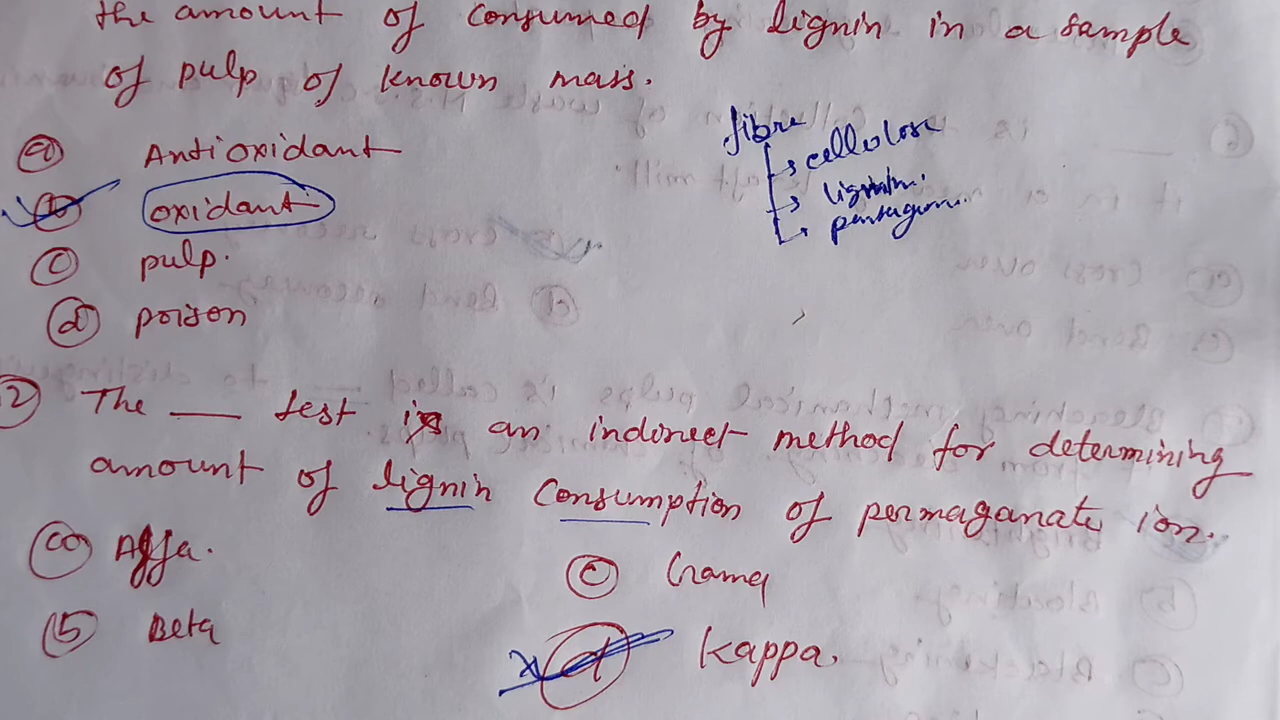 the amount of consumed by lignin in a sample
of pulp of known mass.
a Antioxidant
b oxidant
c pulp.
d poison
fibre
cellulose
2 The ___ test is an indirect method for determining
amount of lignin consumption of permaganate ion.
a Alfa.
b Beta
c Gama
d Kappa.